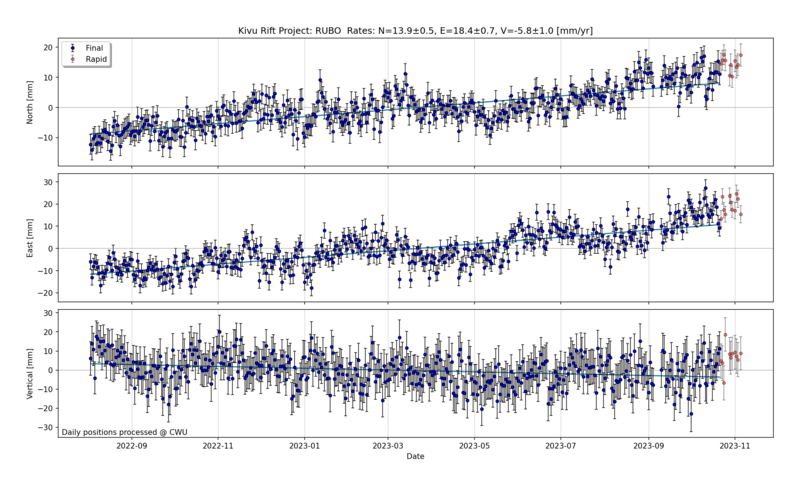 Kivu Rift Project: RUBO Rates: N=13.9±0.5, E=18.4±0.7, V=-5.8±1.0 [mm/yr]
Final
Rapid
North [mm]
20
10
0
−10
East [mm]
30
20
10
0
−10
−20
Vertical [mm]
30
20
10
0
−10
−20
−30
Daily positions processed @ CWU
2022-09 2022-11 2023-01 2023-03 2023-05 2023-07 2023-09 2023-11
Date